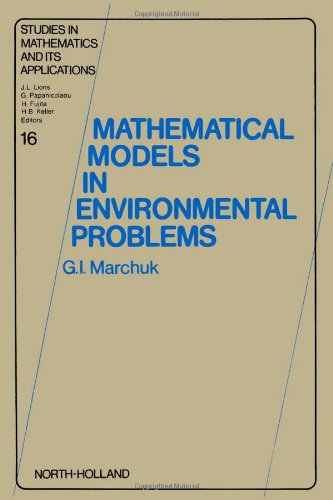 STUDIES IN
MATHEMATICS
AND ITS
APPLICATIONS
J.L. Lions
G. Papanicolaou
H. Fujita
H.B. Keller
Editors
16
MATHEMATICAL
MODELS
IN
ENVIRONMENTAL
PROBLEMS
G.I. Marchuk
NORTH-HOLLAND